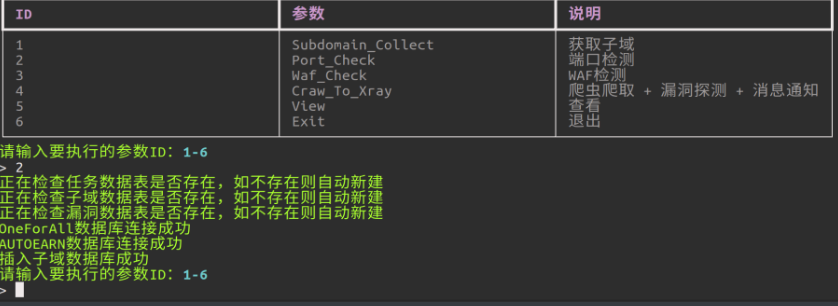 ID 参数 说明
1 Subdomain_Collect 获取子域
2 Port_Check 端口检测
3 Waf_Check WAF检测
4 Craw_To_Xray 爬虫爬取 + 漏洞探测 + 消息通知
5 View 查看
6 Exit 退出
请输入要执行的参数ID: 1-6
> 2
正在检查任务数据表是否存在，如不存在则自动新建
正在检查子域数据表是否存在，如不存在则自动新建
正在检查漏洞数据表是否存在，如不存在则自动新建
OneForAll数据库连接成功
AUTOEARN数据库连接成功
插入子域数据库成功
请输入要执行的参数ID: 1-6
>